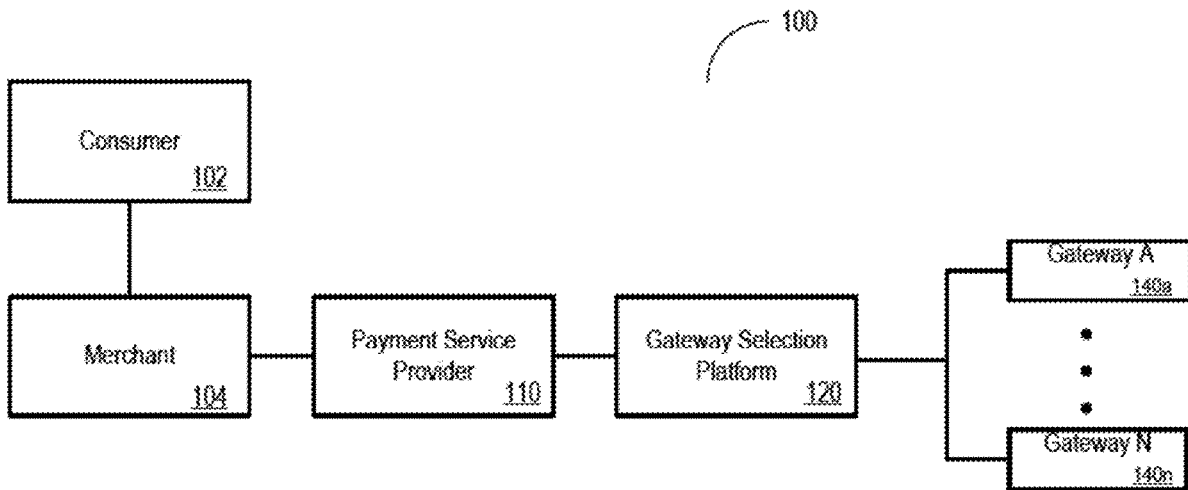 100
Consumer
102
Merchant
104
Payment Service
Provider
110
Gateway Selection
Platform
120
Gateway A
140a
Gateway N
140n